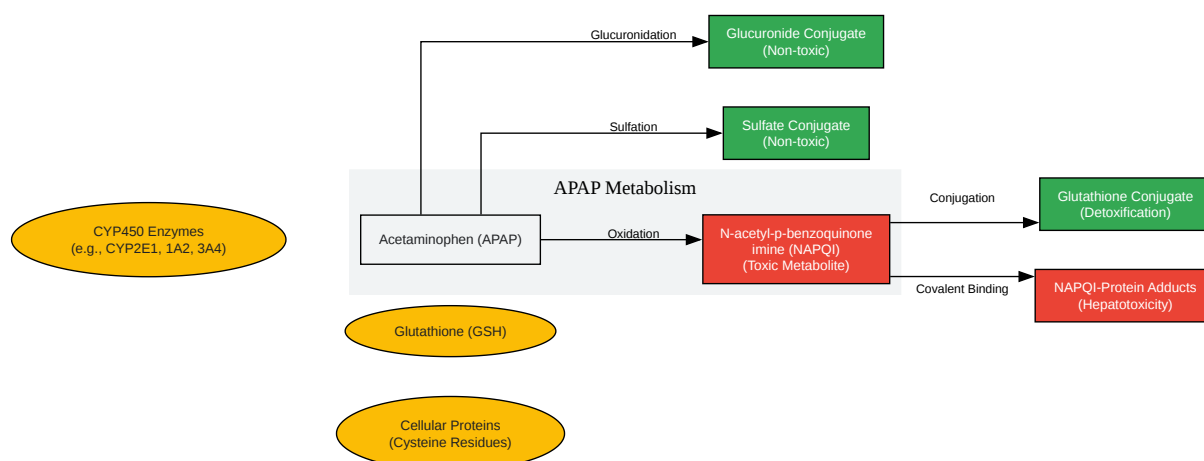 Glucuronidation
Glucuronide Conjugate
(Non-toxic)
Sulfation
Sulfate Conjugate
(Non-toxic)
APAP Metabolism
CYP450 Enzymes
(e.g., CYP2E1, 1A2, 3A4)
Acetaminophen (APAP)
Oxidation
N-acetyl-p-benzoquinone
imine (NAPQI)
(Toxic Metabolite)
Conjugation
Glutathione Conjugate
(Detoxification)
Covalent Binding
NAPQI-Protein Adducts
(Hepatotoxicity)
Glutathione (GSH)
Cellular Proteins
(Cysteine Residues)